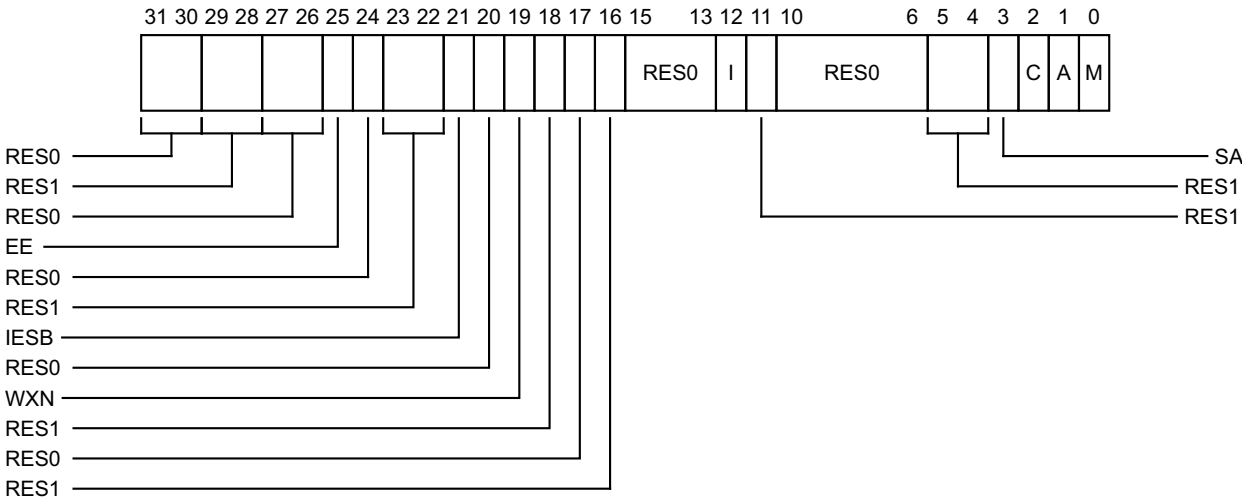 31 30 29 28 27 26 25 24 23 22 21 20 19 18 17 16 15 13 12 11 10 6 5 4 3 2 1 0
RES0 I RES0 C A M
RES0 SA
RES1 RES1
RES0 RES1
EE
RES0
RES1
IESB
RES0
WXN
RES1
RES0
RES1